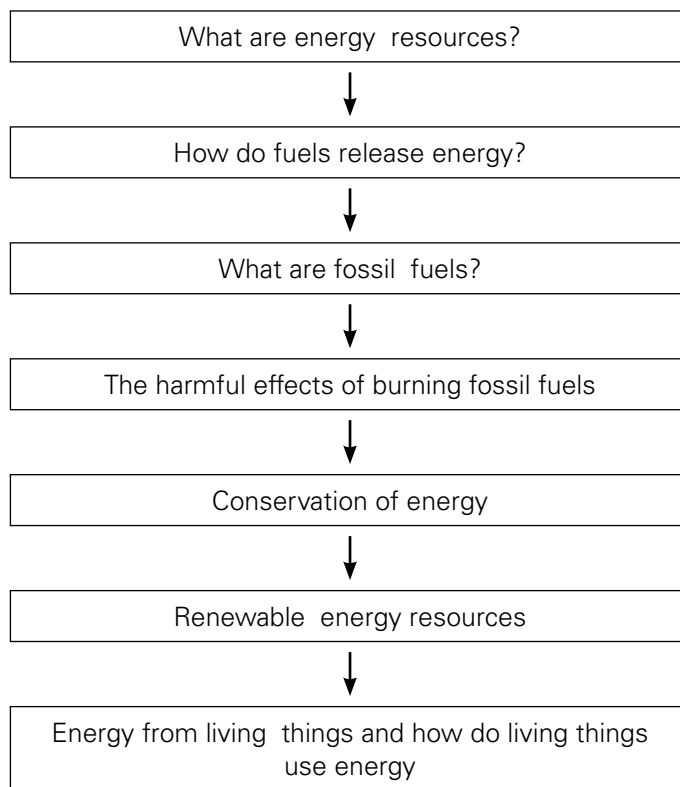 What are energy resources?
How do fuels release energy?
What are fossil fuels?
The harmful effects of burning fossil fuels
Conservation of energy
Renewable energy resources
Energy from living things and how do living things
use energy